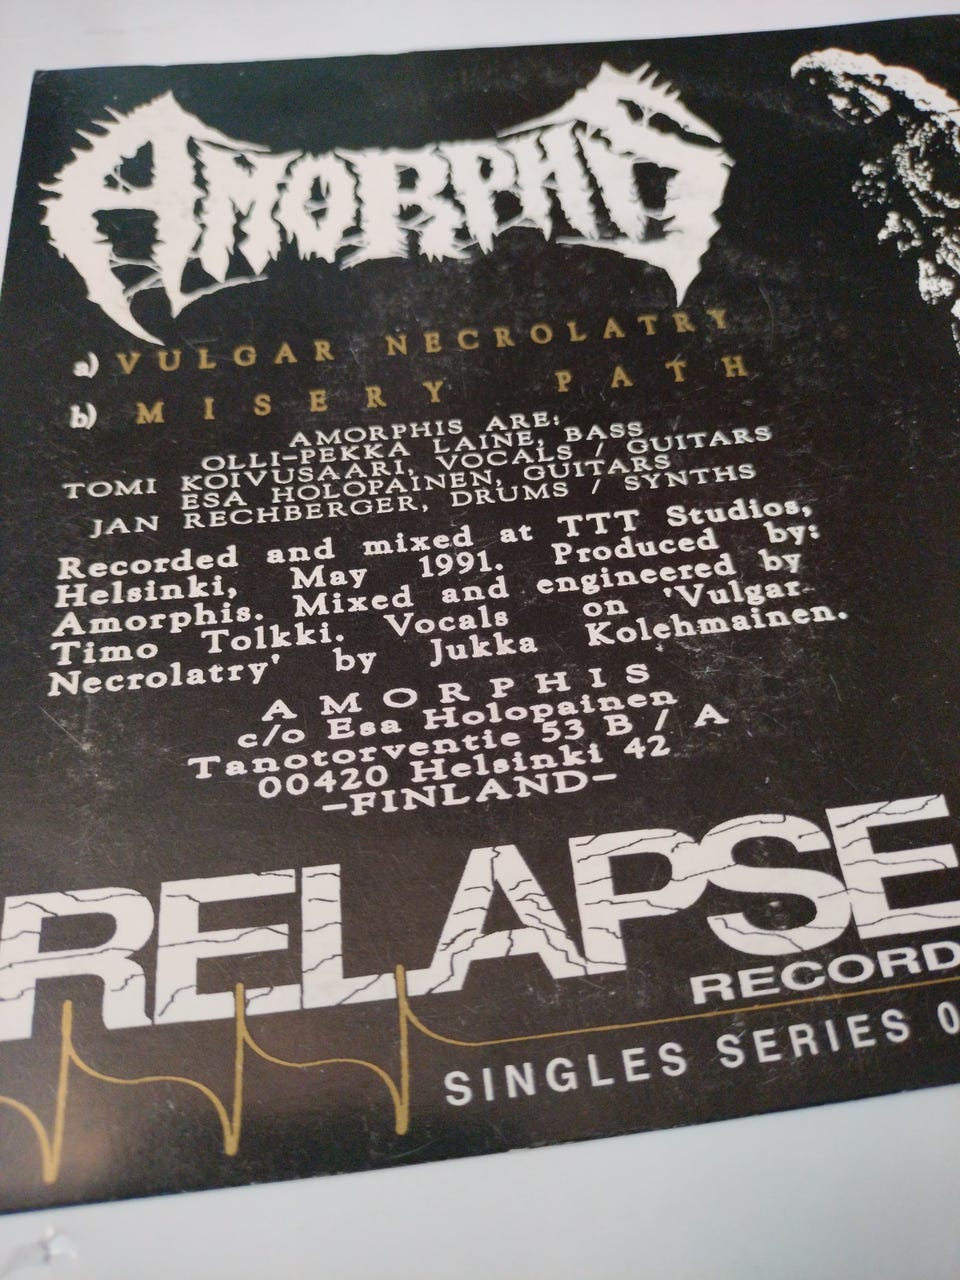 AMORPHIS
a) VULGAR NECROLATRY
b) MISERY PATH
AMORPHIS ARE:
OLLI-PEKKA LAINE, BASS
TOMI KOIVUSAARI, VOCALS / GUITARS
ESA HOLOPAINEN, GUITARS
JAN RECHBERGER, DRUMS / SYNTHS
Recorded and mixed at TTT Studios,
Helsinki, May 1991. Produced by:
Amorphis. Mixed and engineered by
Timo Tolkki. Vocals on 'Vulgar
Necrolatry' by Jukka Kolehmainen.
AMORPHIS
c/o Esa Holopainen
Tanotorventie 53 B / A
00420 Helsinki 42
-FINLAND-
RELAPSE
RECORD
SINGLES SERIES 0